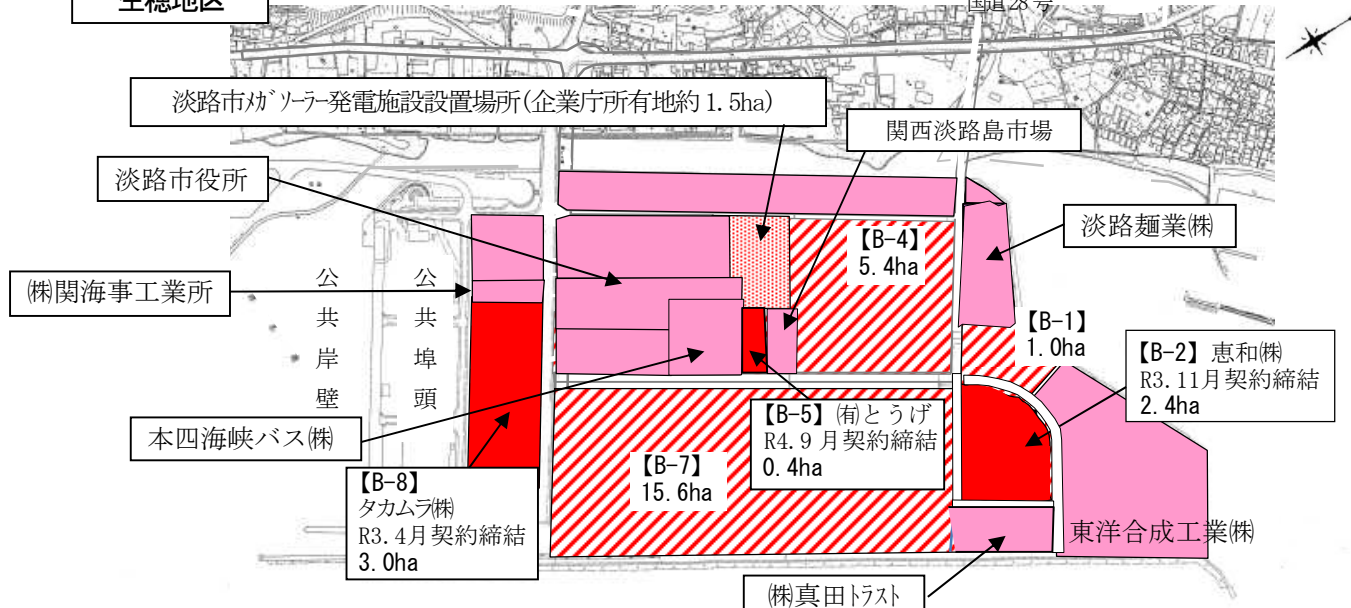 生穂地区
国道28号
淡路市ﾒｶﾞｿｰﾗｰ発電施設設置場所(企業庁所有地約1.5ha)
関西淡路島市場
淡路市役所
淡路麺業㈱
【B-4】
5.4ha
㈱関海事工業所
公共岸壁
公共埠頭
【B-1】
1.0ha
【B-2】恵和㈱
R3.11月契約締結
2.4ha
本四海峡バス㈱
【B-5】㈲とうげ
R4.9月契約締結
0.4ha
【B-7】
15.6ha
【B-8】
タカムラ㈱
R3.4月契約締結
3.0ha
東洋合成工業㈱
㈱真田ﾄﾗｽﾄ